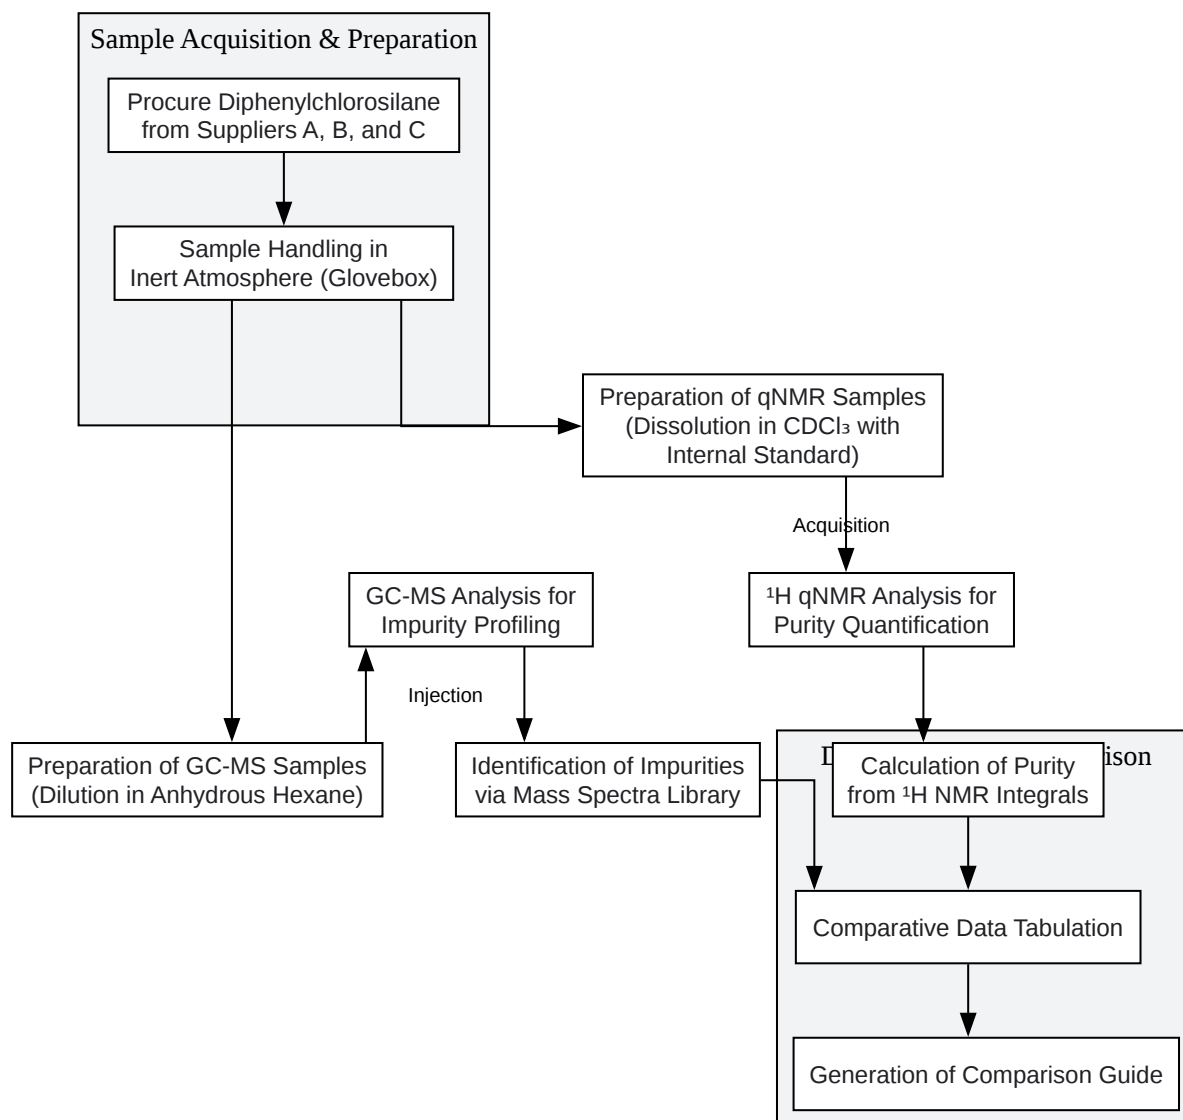 Sample Acquisition & Preparation
Procure Diphenylchlorosilane
from Suppliers A, B, and C
Sample Handling in
Inert Atmosphere (Glovebox)
Preparation of qNMR Samples
(Dissolution in CDCl₃ with
Internal Standard)
Acquisition
GC-MS Analysis for
Impurity Profiling
¹H qNMR Analysis for
Purity Quantification
Injection
Preparation of GC-MS Samples
(Dilution in Anhydrous Hexane)
Identification of Impurities
via Mass Spectra Library
Calculation of Purity
from ¹H NMR Integrals
Comparative Data Tabulation
Generation of Comparison Guide